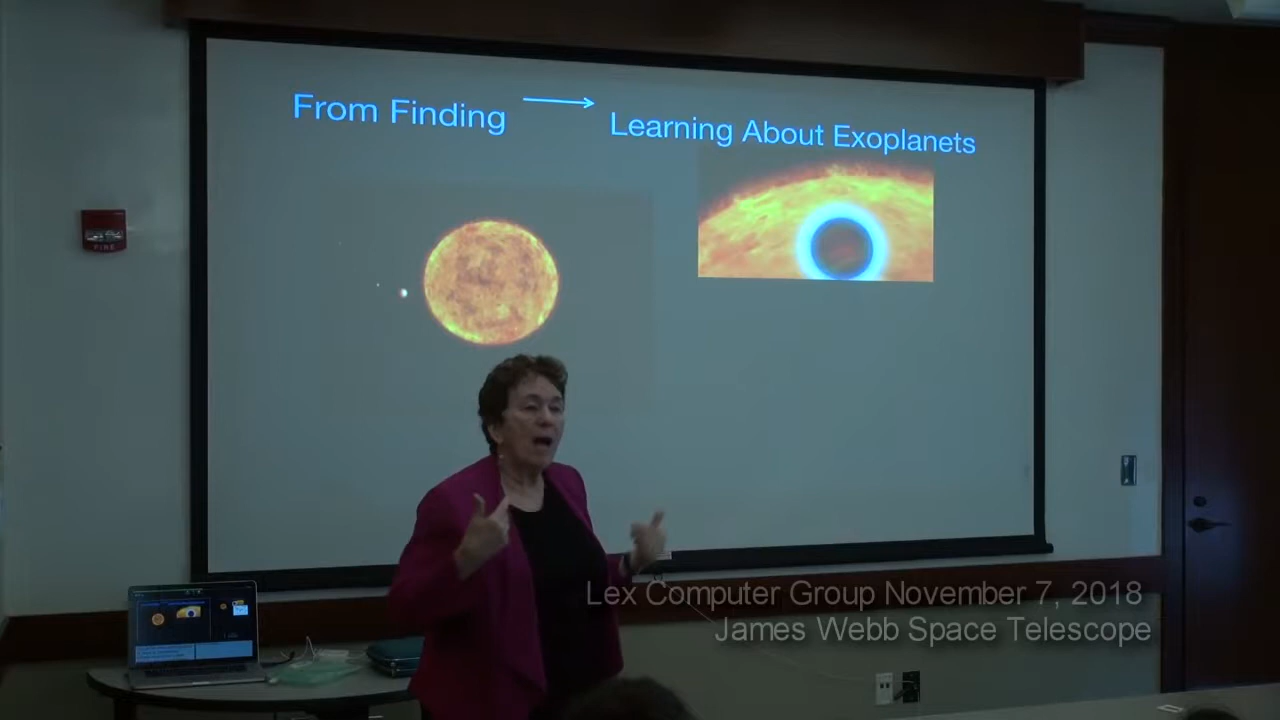 From Finding
Learning About Exoplanets
FIRE
Lex Computer Group November 7, 2018
James Webb Space Telescope